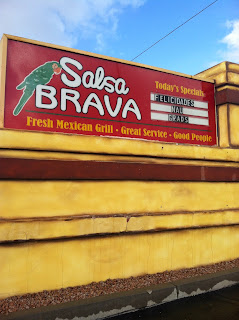 Salsa
BRAVA
Today's Specials
FELICIDADES
NAU
GRADS
Fresh Mexican Grill · Great Service · Good People